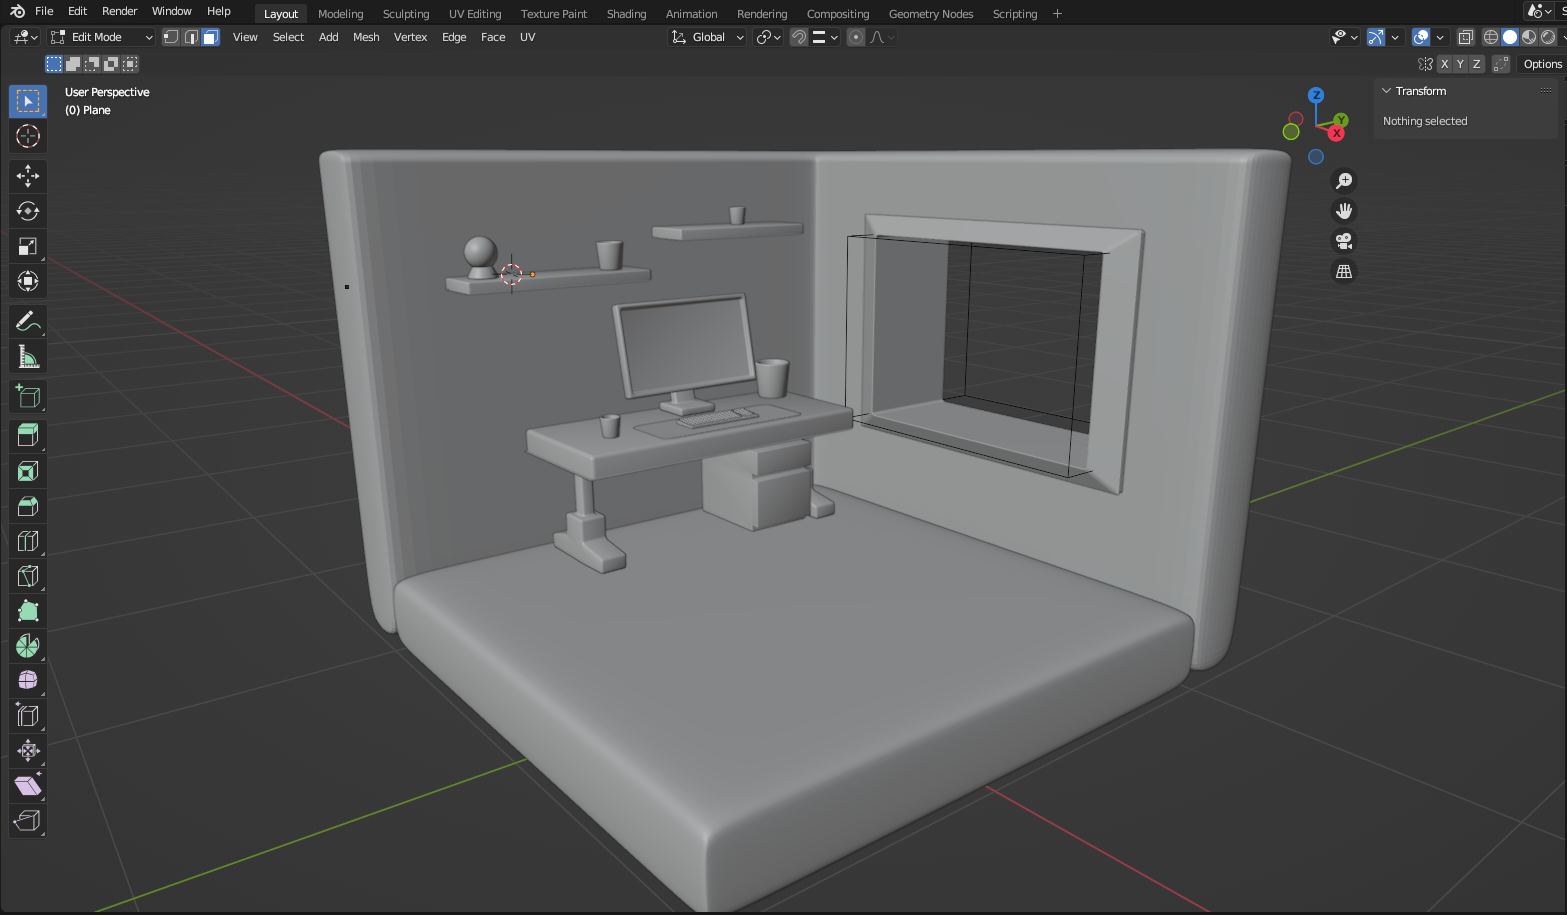 File Edit Render Window Help Layout Modeling Sculpting UV Editing Texture Paint Shading Animation Rendering Compositing Geometry Nodes Scripting +
Edit Mode View Select Add Mesh Vertex Edge Face UV Global
X Y Z Options
User Perspective
(0) Plane
Z
Y
X
Transform
Nothing selected